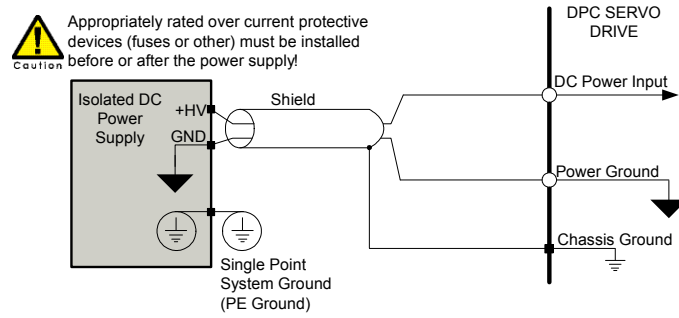 Appropriately rated over current protective
devices (fuses or other) must be installed
Caution before or after the power supply!
DPC SERVO
DRIVE
Isolated DC
Power
Supply
+HV
GND
Shield
DC Power Input
Power Ground
Chassis Ground
Single Point
System Ground
(PE Ground)